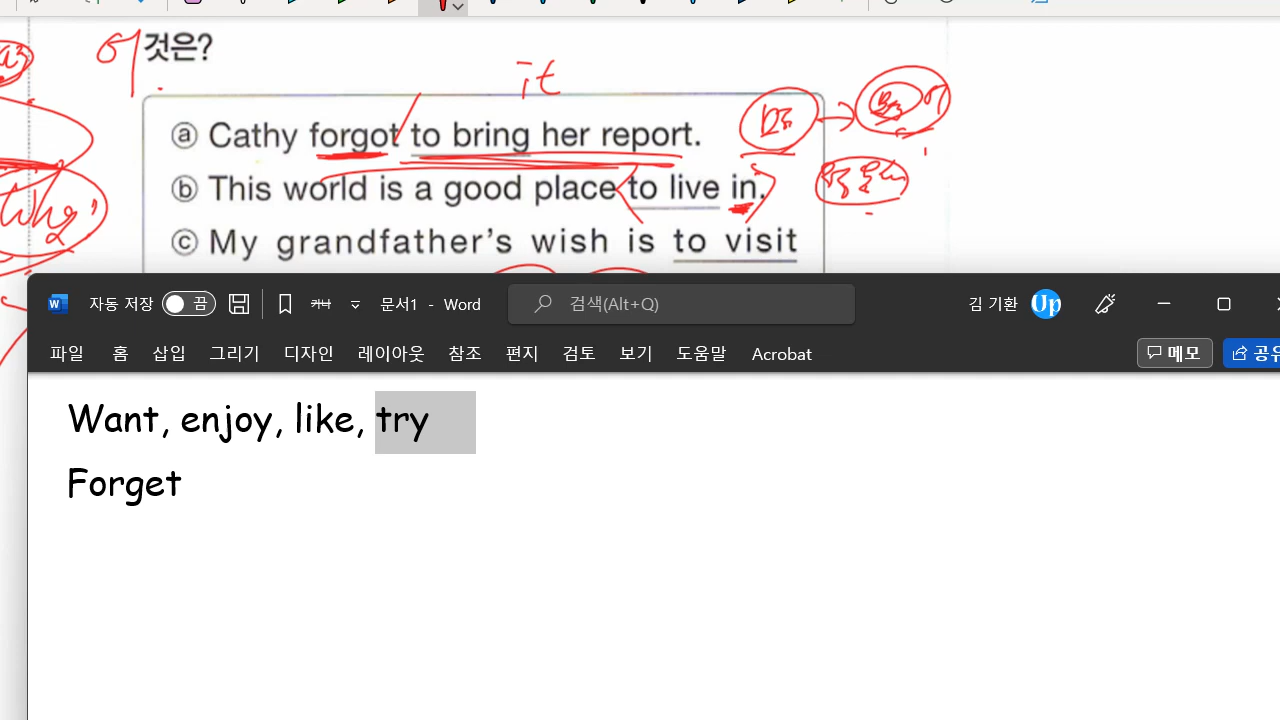 것은?
it
ⓐ Cathy forgot to bring her report.
ⓑ This world is a good place to live in.
ⓒ My grandfather's wish is to visit
자동 저장 끔 문서1 - Word 검색(Alt+Q) 김 기환
파일 홈 삽입 그리기 디자인 레이아웃 참조 편지 검토 보기 도움말 Acrobat 메모
Want, enjoy, like, try
Forget